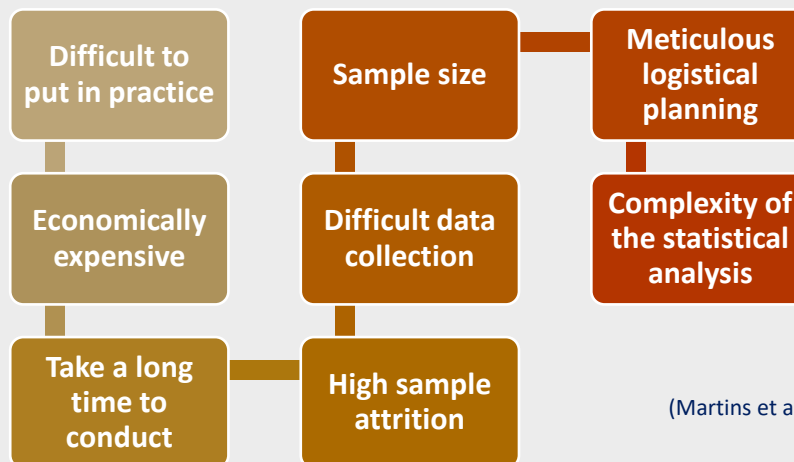 Difficult to
put in practice
Economically
expensive
Take a long
time to
conduct
High sample
attrition
Difficult data
collection
Sample size
Meticulous
logistical
planning
Complexity of
the statistical
analysis
(Martins et a